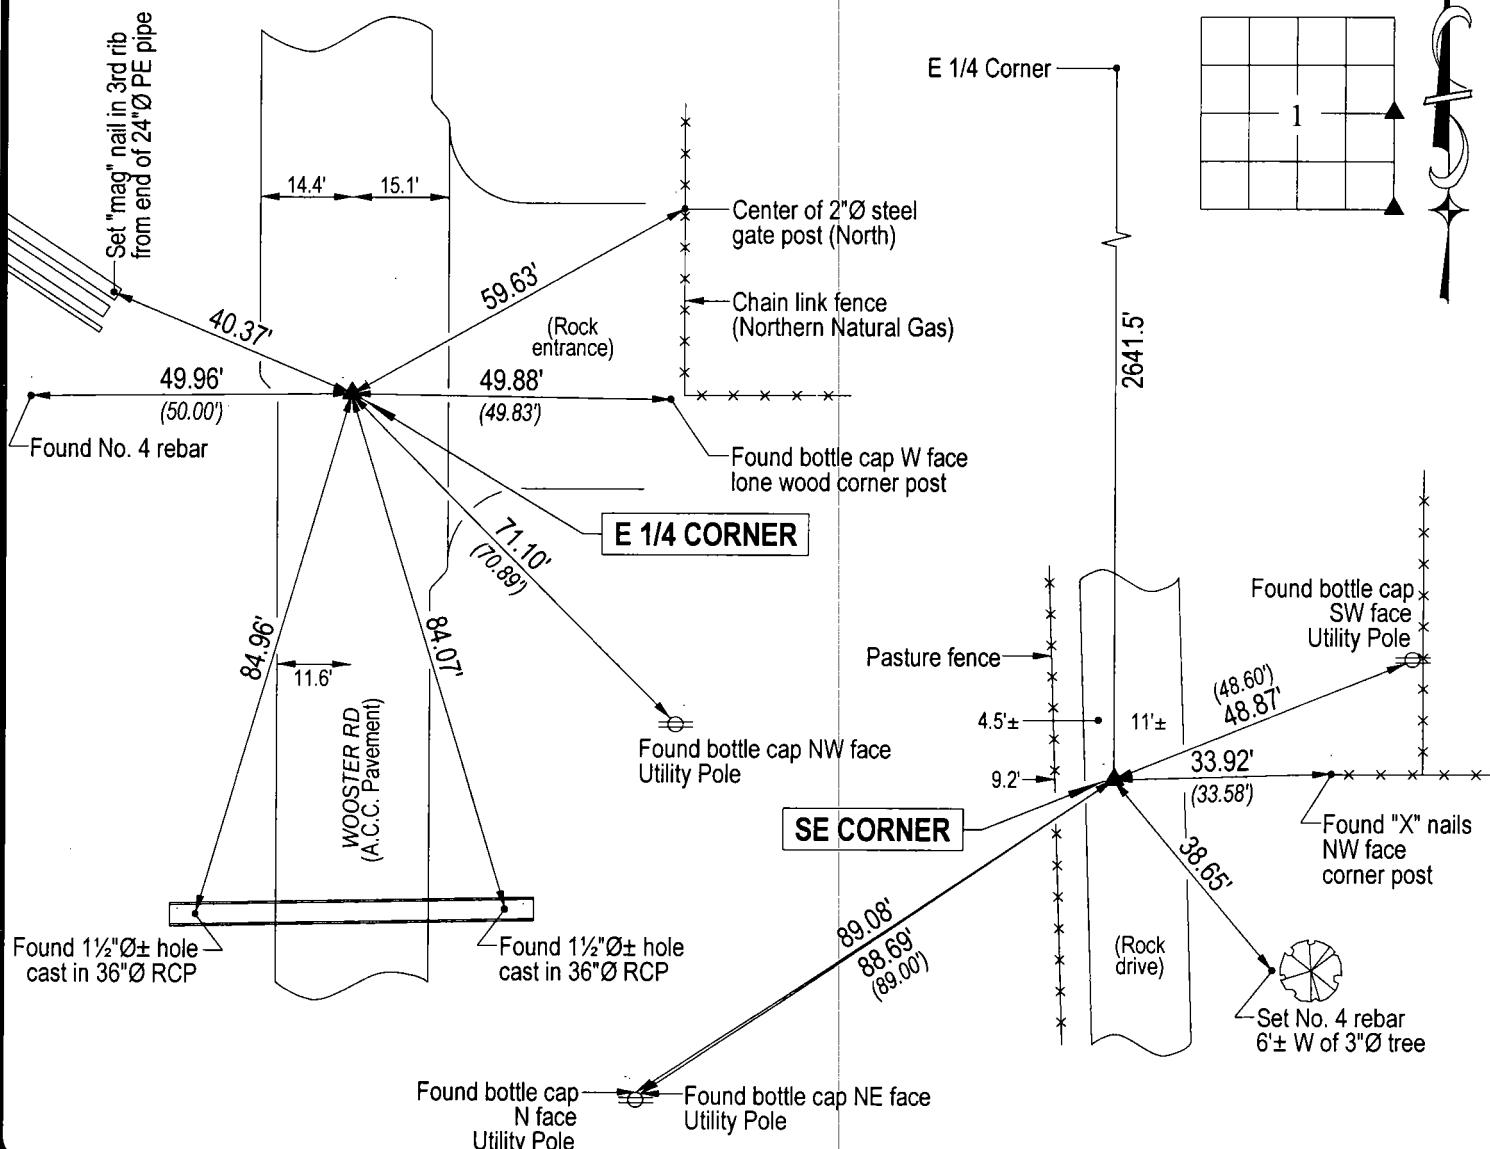 Set "mag" nail in 3rd rib
from end of 24"Ø PE pipe
14.4'
15.1'
Center of 2"Ø steel
gate post (North)
59.63'
Chain link fence
(Northern Natural Gas)
(Rock
entrance)
40.37'
49.96'
(50.00')
49.88'
(49.83')
Found No. 4 rebar
Found bottle cap W face
lone wood corner post
E 1/4 CORNER
71.10'
(70.89')
84.96'
84.07'
11.6'
WOOSTER RD
(A.C.C. Pavement)
Found bottle cap NW face
Utility Pole
Found 1½"Ø± hole
cast in 36"Ø RCP
Found 1½"Ø± hole
cast in 36"Ø RCP
E 1/4 Corner
1
2641.5'
Found bottle cap
SW face
Utility Pole
Pasture fence
(48.60')
48.87'
4.5'±
11'±
9.2'
33.92'
(33.58')
SE CORNER
Found "X" nails
NW face
corner post
38.65'
89.08'
88.69'
(89.00')
(Rock
drive)
Set No. 4 rebar
6'± W of 3"Ø tree
Found bottle cap
N face
Utility Pole
Found bottle cap NE face
Utility Pole